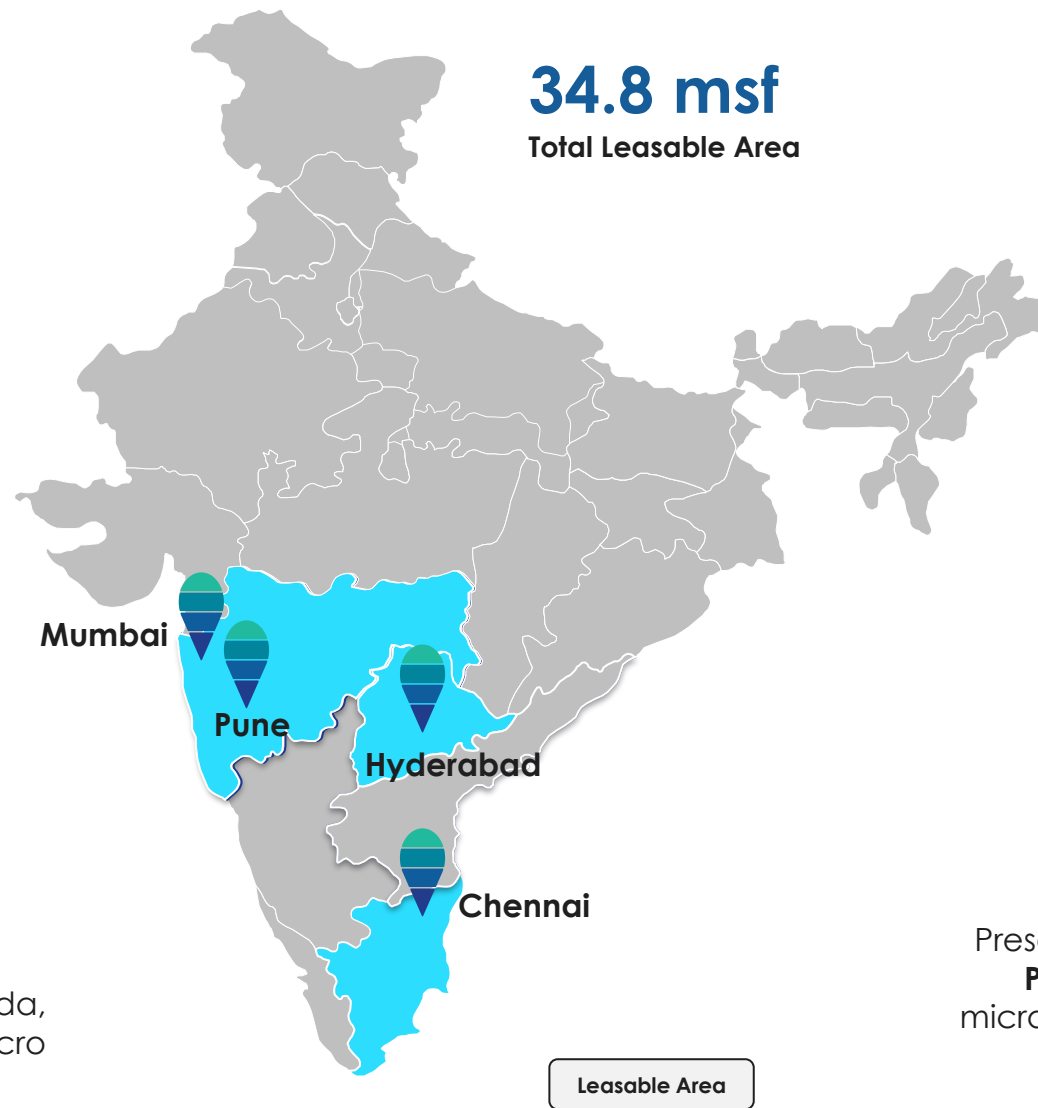 34.8 msf
Total Leasable Area
Mumbai
Pune
Hyderabad
Chennai
Leasable Area